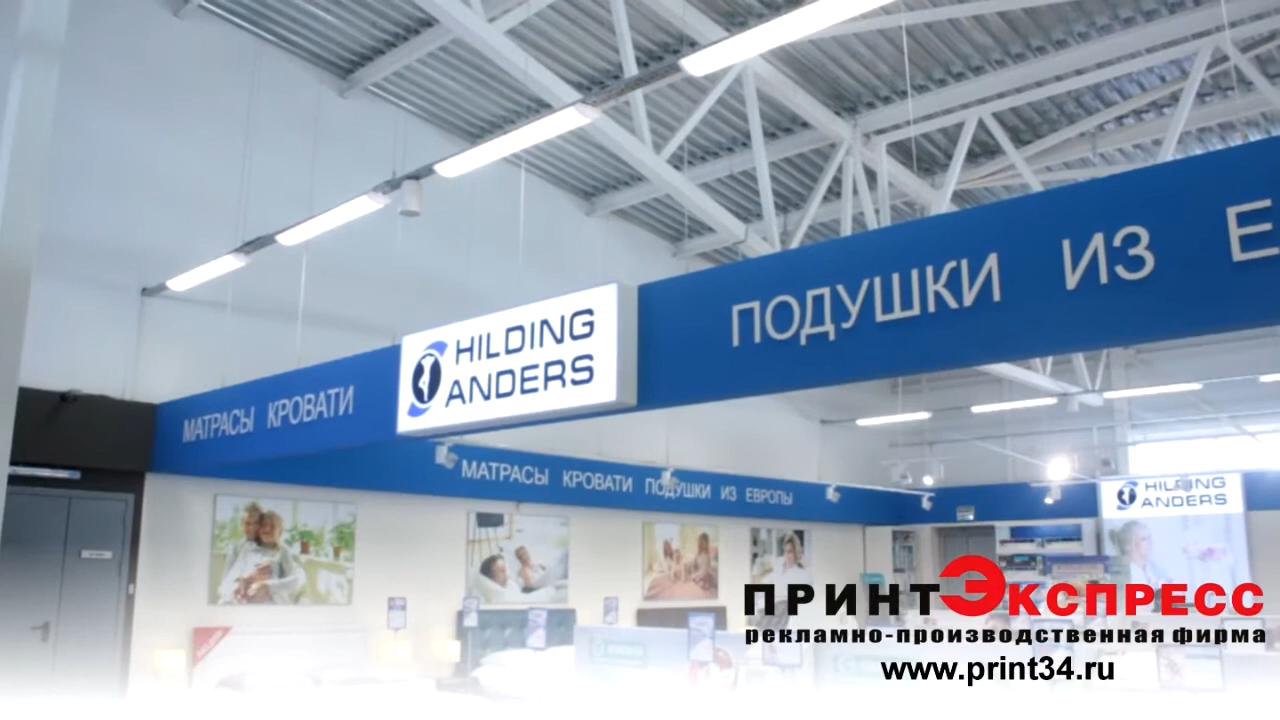 ПОДУШКИ ИЗ Е
HILDING
ANDERS
МАТРАСЫ КРОВАТИ
МАТРАСЫ КРОВАТИ ПОДУШКИ ИЗ ЕВРОПЫ
HILDING
ANDERS
ПРИНТЭКСПРЕСС
рекламно-производственная фирма
www.print34.ru